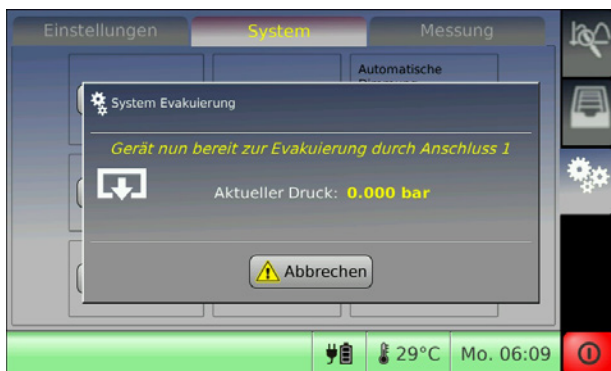 Einstellungen
System
Messung
Automatische
System Evakuierung
Gerät nun bereit zur Evakuierung durch Anschluss 1
Aktueller Druck: 0.000 bar
Abbrechen
29°C
Mo. 06:09